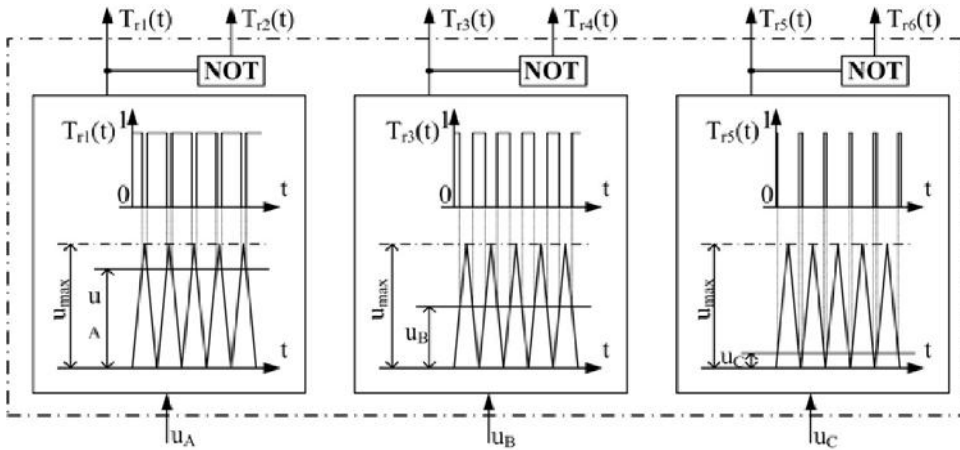 T_r1(t) T_r2(t) T_r3(t) T_r4(t) T_r5(t) T_r6(t)
NOT NOT NOT
T_r1(t) 1 T_r3(t) 1 T_r5(t) 1
0 t 0 t 0 t
u_max u_max u_max
u
A
u_B
t t t
u_C
u_A u_B u_C